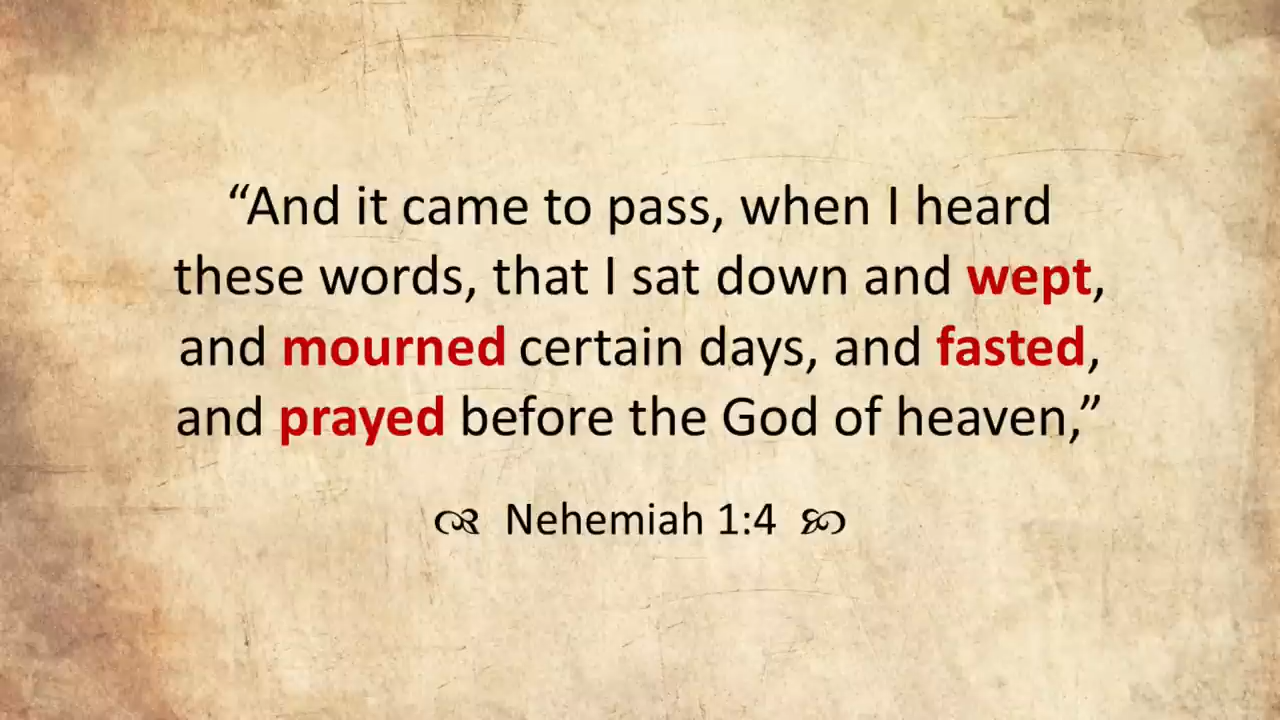 “And it came to pass, when I heard
these words, that I sat down and wept,
and mourned certain days, and fasted,
and prayed before the God of heaven,”
Nehemiah 1:4